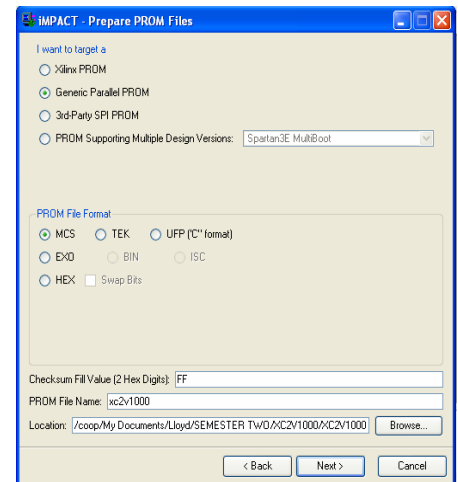 iMPACT - Prepare PROM Files
I want to target a
Xilinx PROM
Generic Parallel PROM
3rd-Party SPI PROM
PROM Supporting Multiple Design Versions: Spartan3E MultiBoot
PROM File Format
MCS TEK UFP ("C" format)
EXO BIN ISC
HEX Swap Bits
Checksum Fill Value (2 Hex Digits): FF
PROM File Name: xc2v1000
Location: /coop/My Documents/Lloyd/SEMESTER TWO/XC2V1000/XC2V1000 Browse...
< Back Next > Cancel